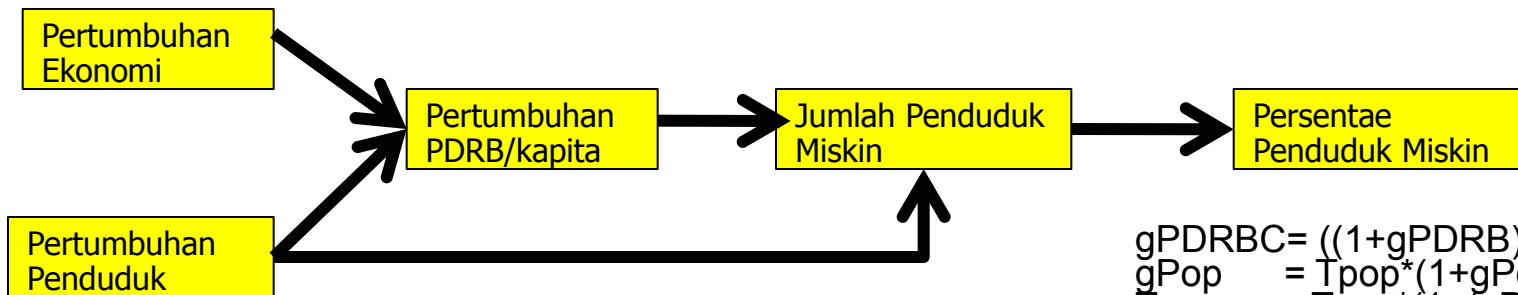 Pertumbuhan
Ekonomi
Pertumbuhan
PDRB/kapita
Jumlah Penduduk
Miskin
Persentae
Penduduk Miskin
Pertumbuhan
Penduduk
gPDRBC= ((1+gPDRB)
gPop = Tpop*(1+gP